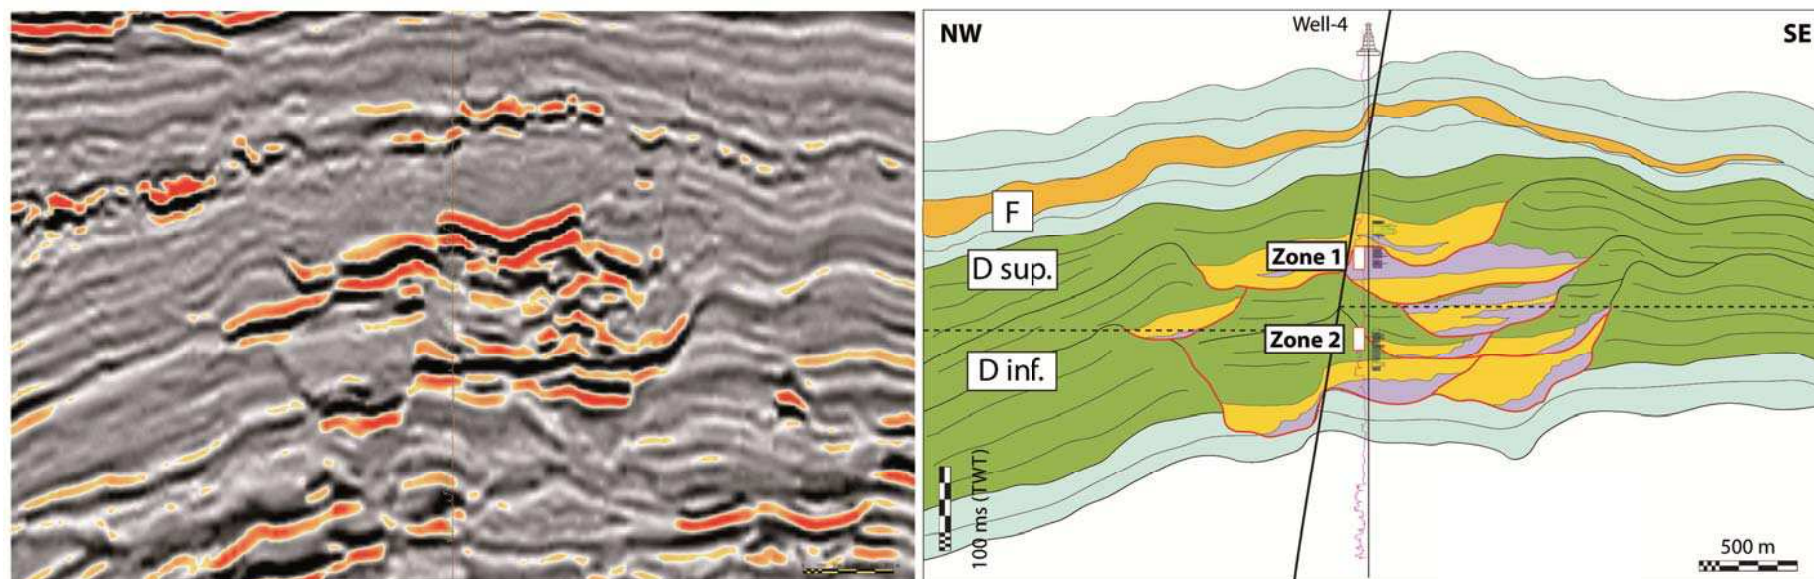 NW
Well-4
SE
F
Zone 1
D sup.
Zone 2
D inf.
100 ms (TWT)
500 m